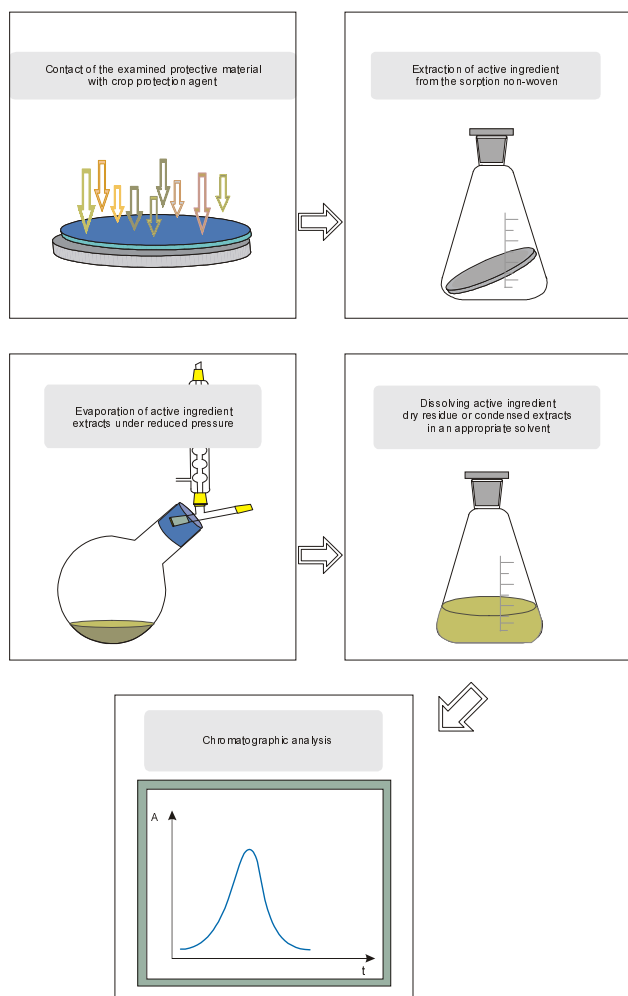 Contact of the examined protective material
with crop protection agent
Extraction of active ingredient
from the sorption non-woven
Evaporation of active ingredient
extracts under reduced pressure
Dissolving active ingredient
dry residue or condensed extracts
in an appropriate solvent
Chromatographic analysis
A
t